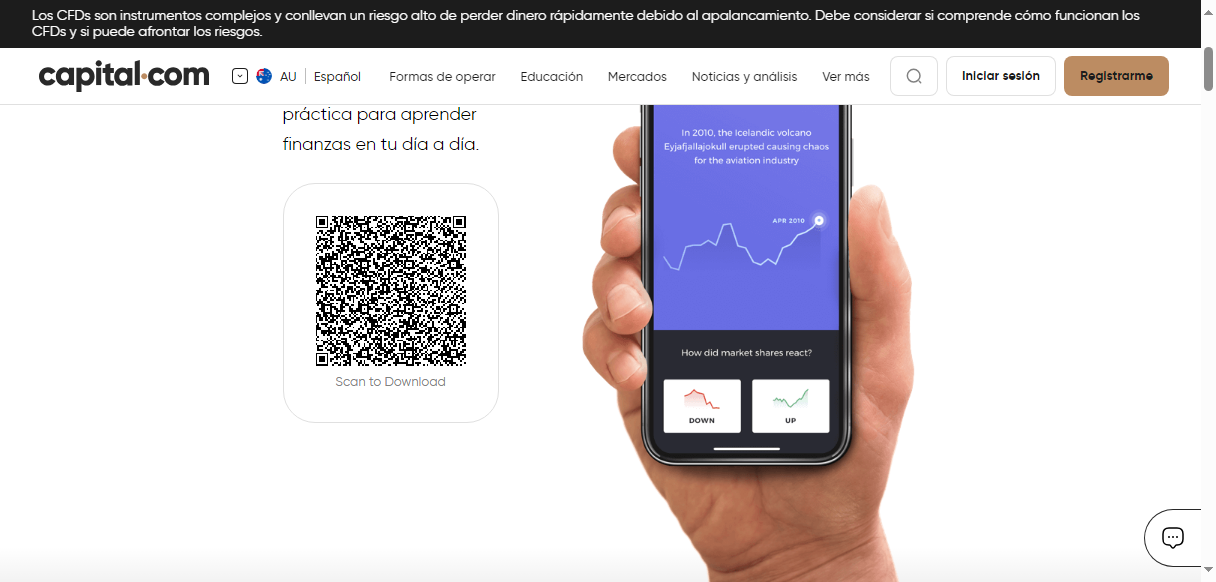 Los CFDs son instrumentos complejos y conllevan un riesgo alto de perder dinero rápidamente debido al apalancamiento. Debe considerar si comprende cómo funcionan los
CFDs y si puede afrontar los riesgos.
capital.com
AU
Español
Formas de operar
Educación
Mercados
Noticias y análisis
Ver más
Iniciar sesión
Registrarme
práctica para aprender
finanzas en tu día a día.
Scan to Download
In 2010, the Icelandic volcano
Eyjafjallajokull erupted causing chaos
for the aviation industry
APR 2010
How did market shares react?
DOWN
UP